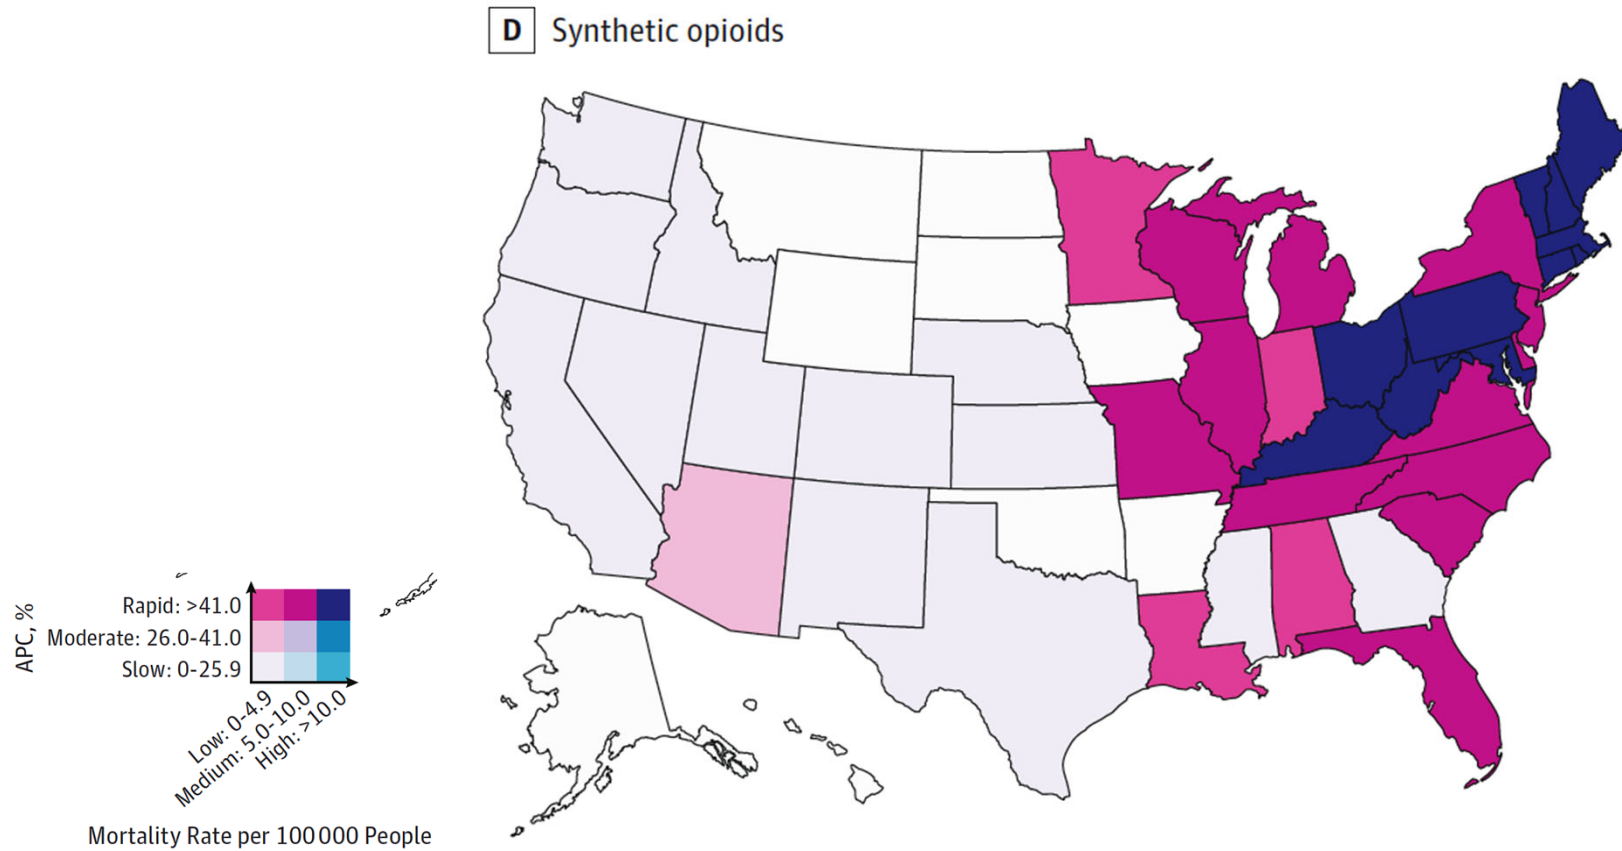 D Synthetic opioids
APC, %
Rapid: >41.0
Moderate: 26.0-41.0
Slow: 0-25.9
Low: 0-4.9
Medium: 5.0-10.0
High: >10.0
Mortality Rate per 100 000 People